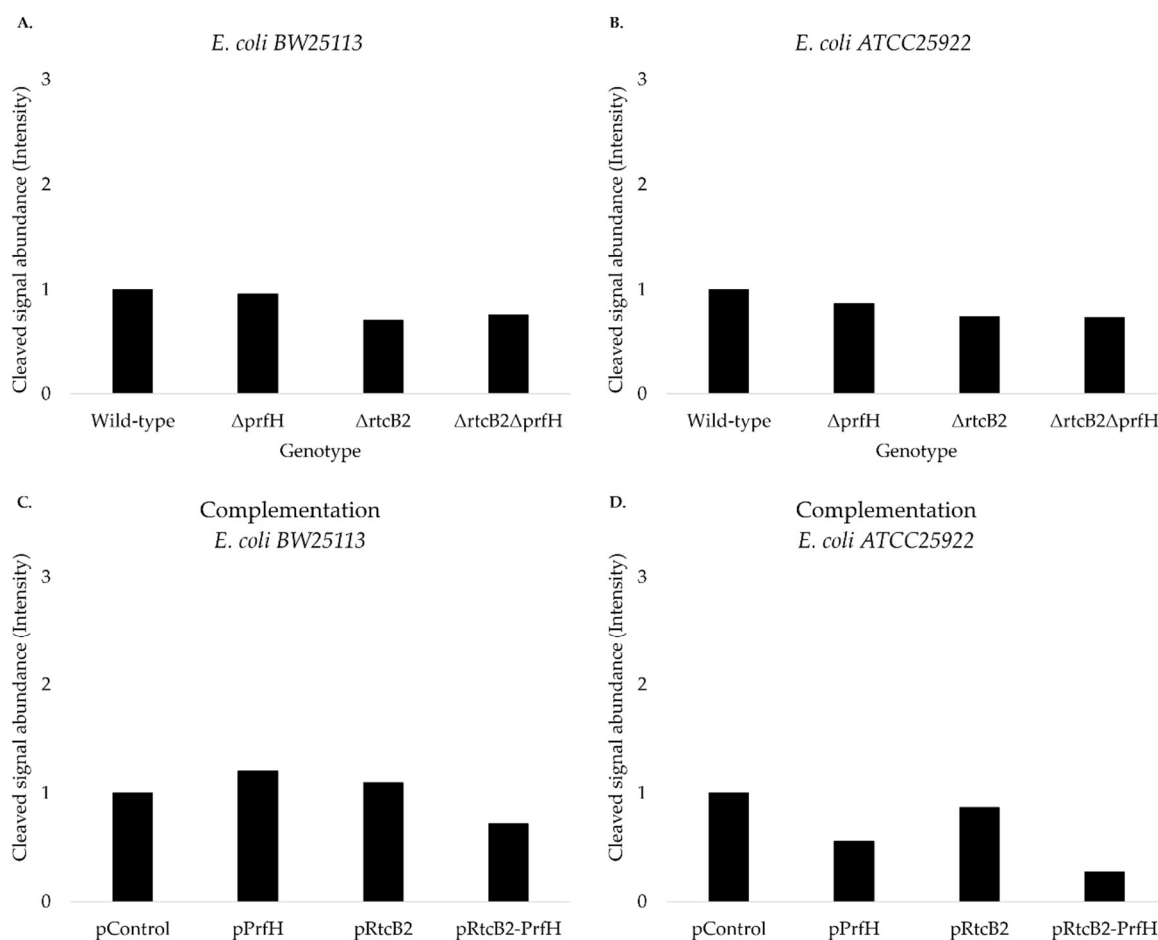 A.
E. coli BW25113
Cleaved signal abundance (Intensity)
3
2
1
0
Wild-type ΔprfH ΔrtcB2 ΔrtcB2ΔprfH
Genotype
B.
E. coli ATCC25922
Cleaved signal abundance (Intensity)
3
2
1
0
Wild-type ΔprfH ΔrtcB2 ΔrtcB2ΔprfH
Genotype
C.
Complementation
E. coli BW25113
Cleaved signal abundance (Intensity)
3
2
1
0
pControl pPrfH pRtcB2 pRtcB2-PrfH
D.
Complementation
E. coli ATCC25922
Cleaved signal abundance (Intensity)
3
2
1
0
pControl pPrfH pRtcB2 pRtcB2-PrfH